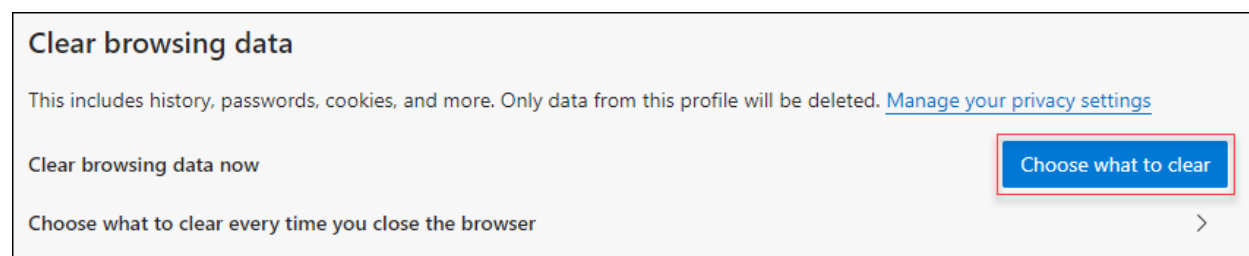 Clear browsing data
This includes history, passwords, cookies, and more. Only data from this profile will be deleted. Manage your privacy settings
Clear browsing data now
Choose what to clear
Choose what to clear every time you close the browser